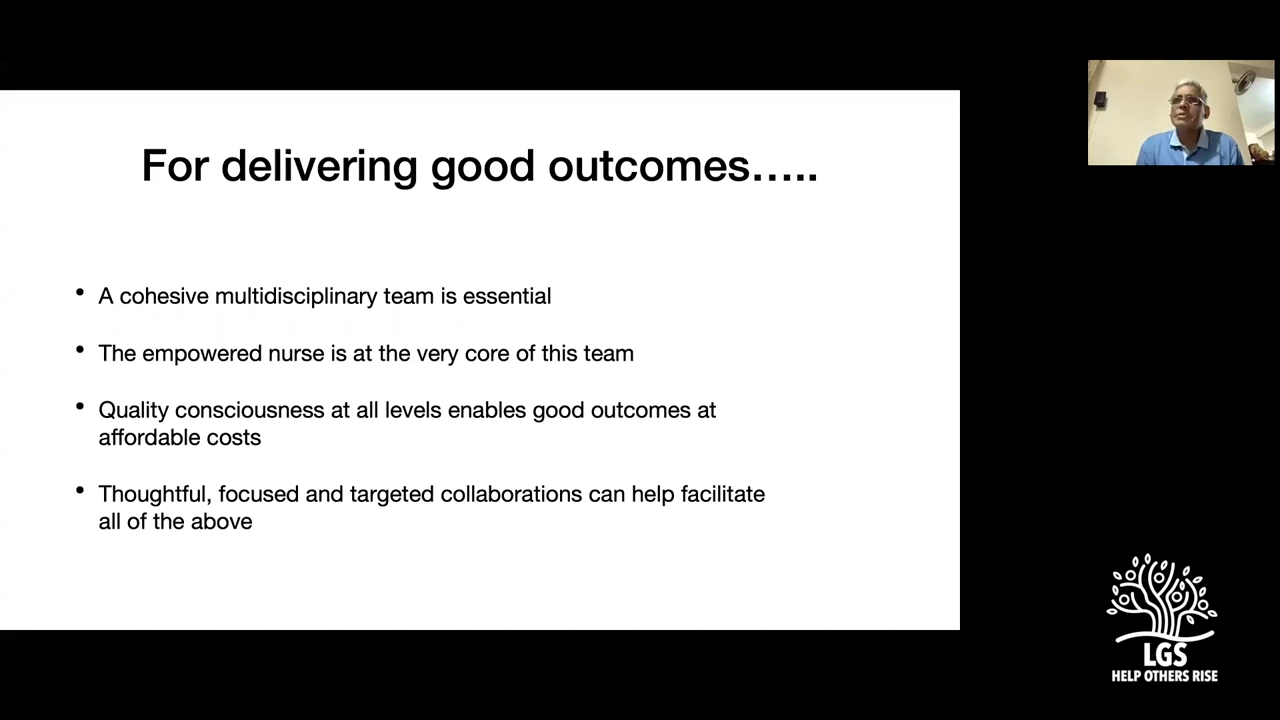 For delivering good outcomes…..
• A cohesive multidisciplinary team is essential
• The empowered nurse is at the very core of this team
• Quality consciousness at all levels enables good outcomes at
affordable costs
• Thoughtful, focused and targeted collaborations can help facilitate
all of the above
LGS
HELP OTHERS RISE